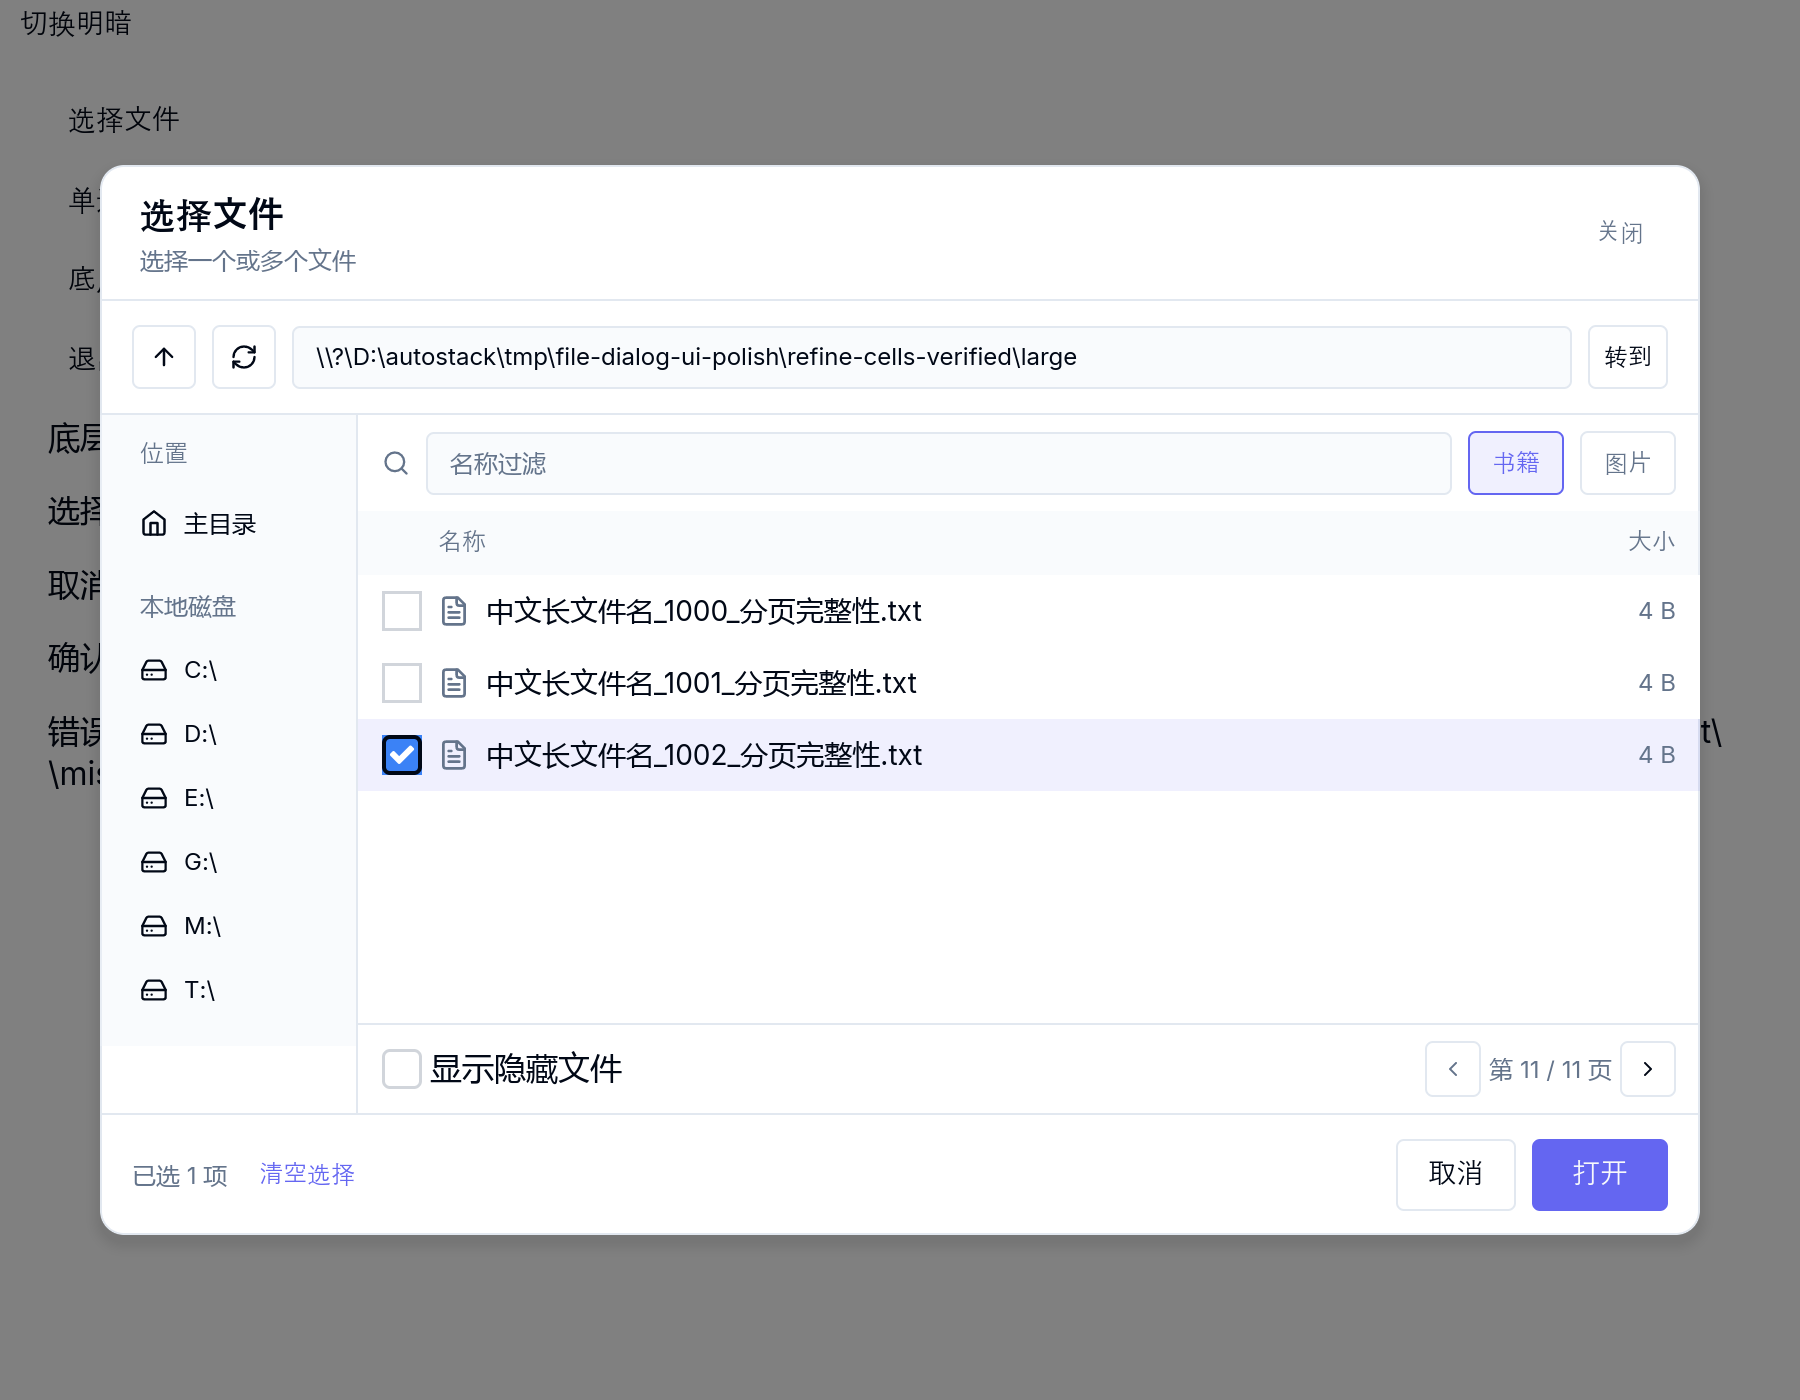 切换明暗
选择文件
单
底
退
底层
选择
取消
确认
错误
t\
\mis
选择文件
选择一个或多个文件
关闭
\\?\D:\autostack\tmp\file-dialog-ui-polish\refine-cells-verified\large
转到
位置
主目录
本地磁盘
C:\
D:\
E:\
G:\
M:\
T:\
名称过滤
书籍
图片
名称
大小
中文长文件名_1000_分页完整性.txt
4 B
中文长文件名_1001_分页完整性.txt
4 B
中文长文件名_1002_分页完整性.txt
4 B
显示隐藏文件
第 11 / 11 页
已选 1 项
清空选择
取消
打开